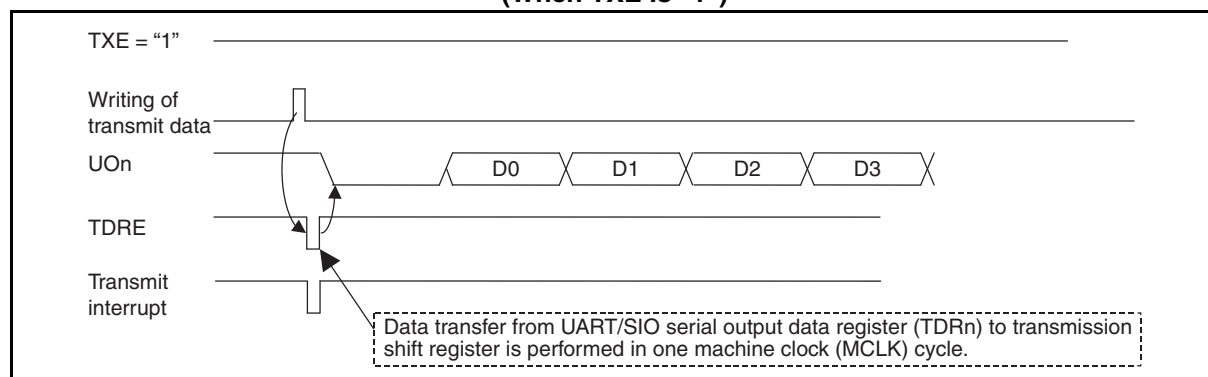 (When TXE is "1")
TXE = “1”
Writing of
transmit data
UOn
D0 D1 D2 D3
TDRE
Transmit
interrupt
Data transfer from UART/SIO serial output data register (TDRn) to transmission
shift register is performed in one machine clock (MCLK) cycle.